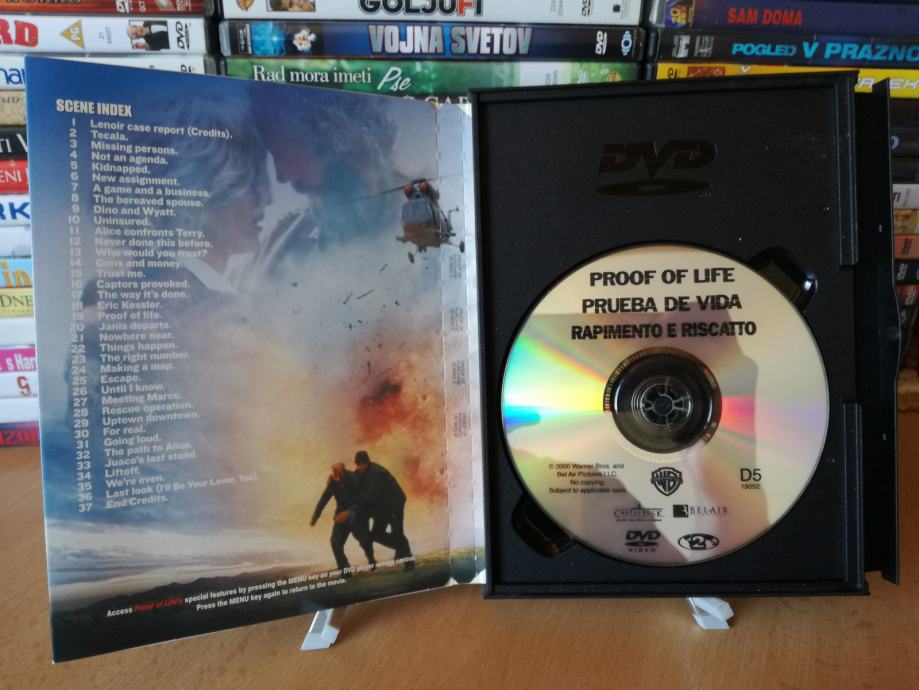 GOLJUFI
VOJNA SVETOV
DVD
Rad mora imeti Pse
SAM DOMA
POGLED V PRAZNO
PG
DVD
SCENE INDEX
1 Lenoir case report (Credits).
2 Tecala.
3 Missing persons.
4 Not an agenda.
5 Kidnapped.
6 New assignment.
7 A game and a business.
8 The bereaved spouse.
9 Dino and Wyatt.
10 Uninsured.
11 Alice confronts Terry.
12 Never done this before.
13 Who would you trust?
14 Guns and money.
15 Trust me.
16 Captors provoked.
17 The way it's done.
18 Eric Kessler.
19 Proof of life.
20 Janis departs.
21 Nowhere near.
22 Things happen.
23 The right number.
24 Making a map.
25 Escape.
26 Until I know.
27 Meeting Marco.
28 Rescue operation.
29 Uptown downtown.
30 For real.
31 Going loud.
32 The path to Alice.
33 Juaco's last stand.
34 Liftoff.
35 We're even.
36 Last look (I'll Be Your Lover, Too)
37 End Credits.
Access Proof of Life's special features by pressing the MENU key on your DVD player remote control.
Press the MENU key again to return to the movie.
DVD
PROOF OF LIFE
PRUEBA DE VIDA
RAPIMENTO E RISCATTO
© 2000 Warner Bros. and
Bel Air Pictures LLC.
No copying.
Subject to applicable laws.
WB
D5
19052
CASTLE ROCK
BEL-AIR
DVD
VIDEO
2